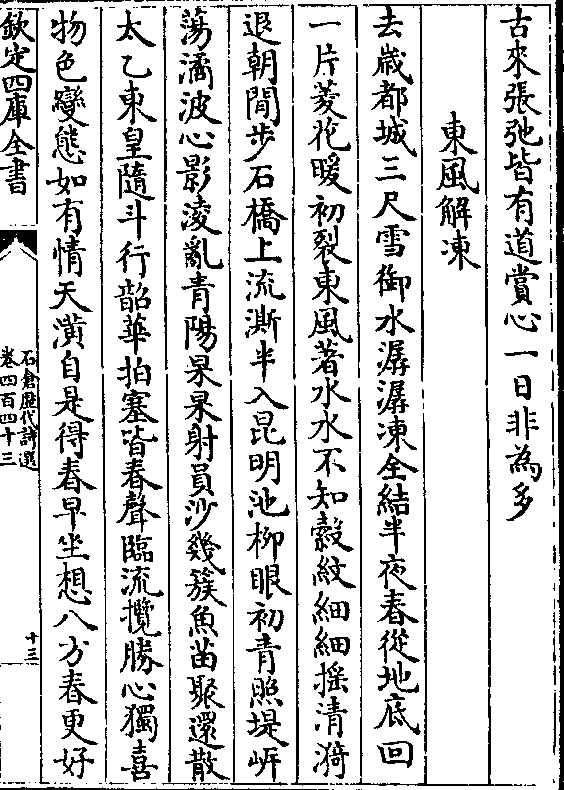 古來張弛皆有道賞心一日非為多
東風解凍
去歲都城三尺雪御水潺潺凍全結半夜春從地底回
一片菱花暖初裂東風著水水不知縠紋細細揺清漪
退朝閒步石橋上流澌半入昆明池柳眼初青照堤㟁
蕩潏波心影淩亂青陽杲杲射員沙幾簇魚苗聚還散
太乙東皇隨斗行韶華拍塞皆春聲臨流攬勝心獨喜
物色變態如有情天潢自是得春早坐想八方春更好
欽定四庫全書
石倉歴代詩選
卷四百四十三
十三